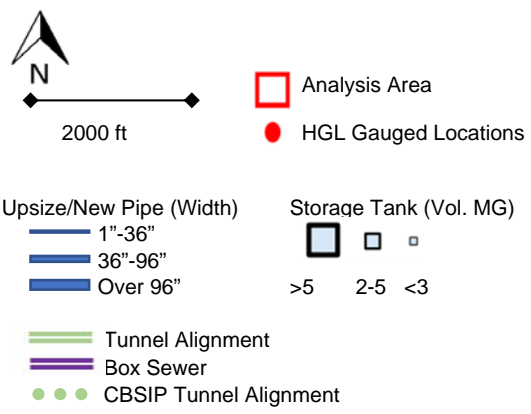 N
2000 ft
Analysis Area
HGL Gauged Locations
Upsize/New Pipe (Width)
1”-36”
36”-96”
Over 96”
Storage Tank (Vol. MG)
>5 2-5 <3
Tunnel Alignment
Box Sewer
CBSIP Tunnel Alignment